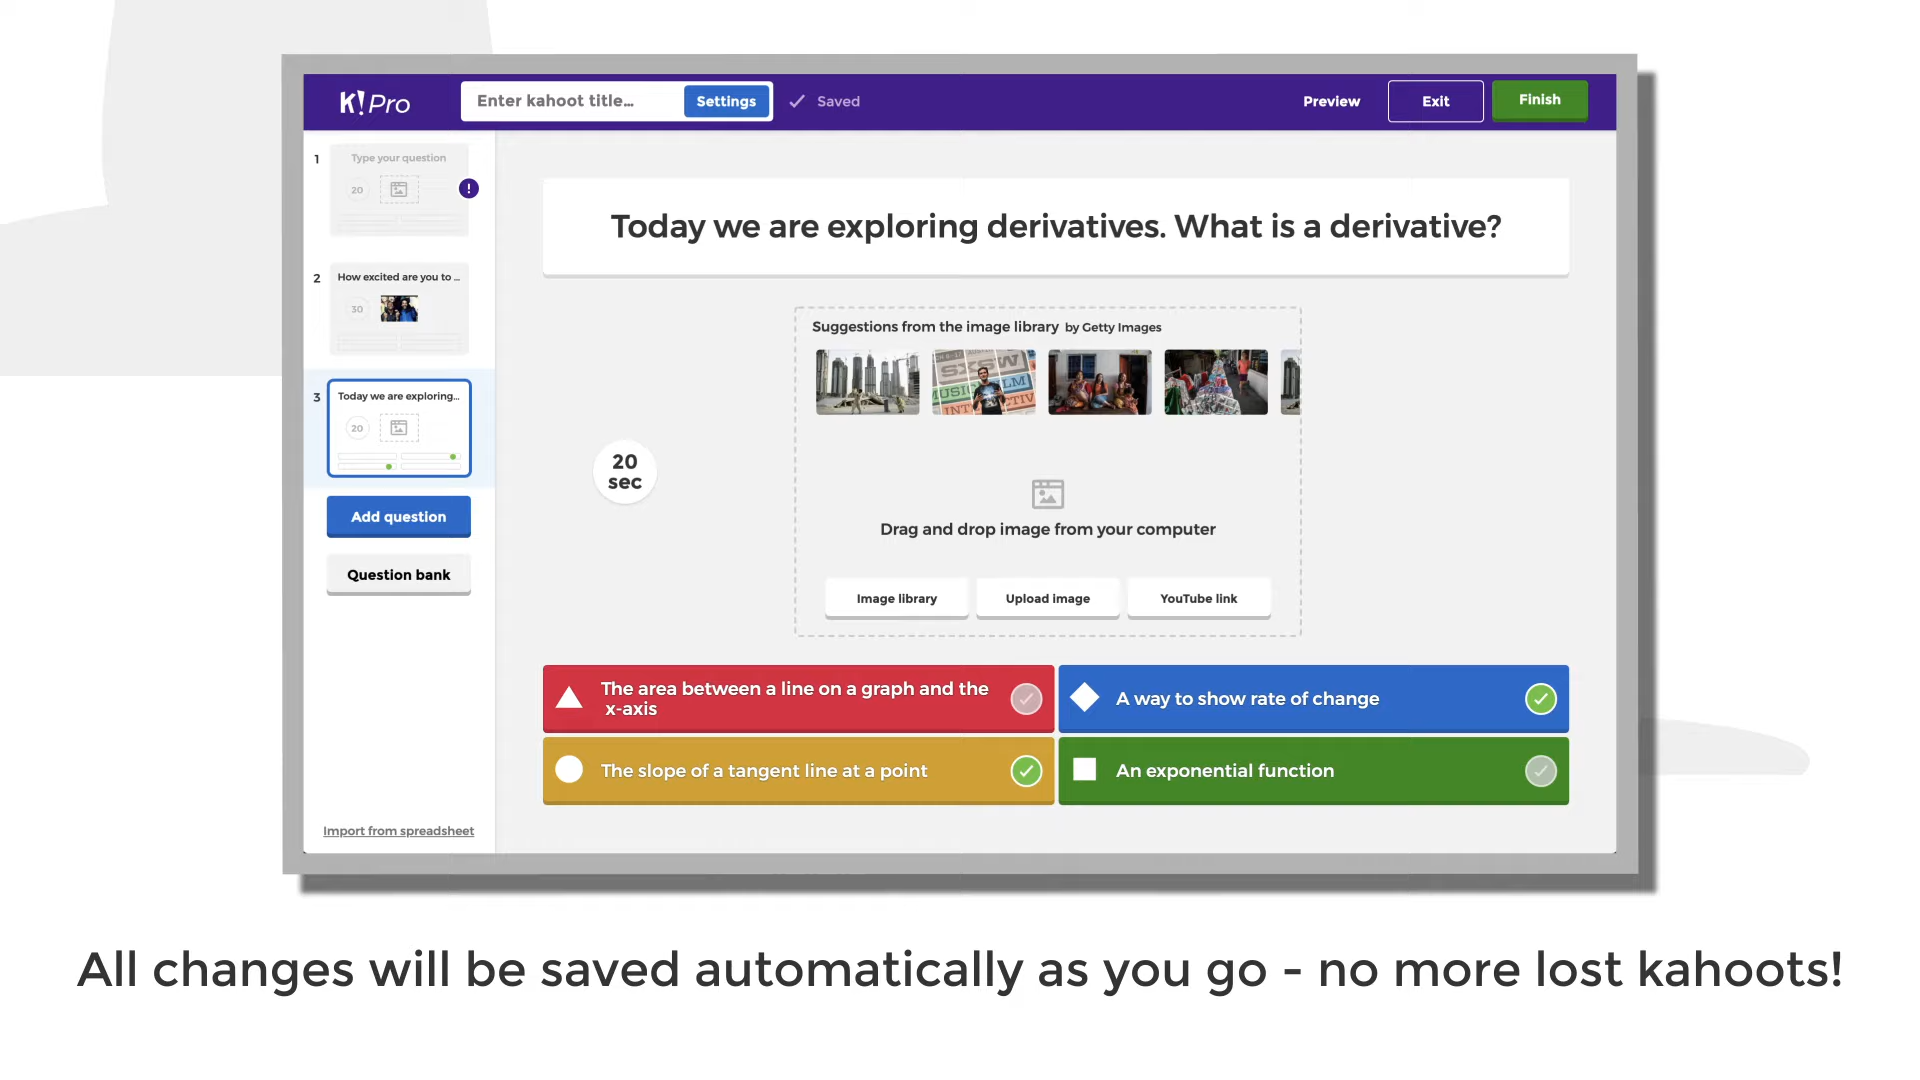 K! Pro
Enter kahoot title...
Settings
Saved
Preview
Exit
Finish
1
Type your question
20
!
2
How excited are you to ...
30
3
Today we are exploring...
20
Add question
Question bank
Import from spreadsheet
Today we are exploring derivatives. What is a derivative?
Suggestions from the image library by Getty Images
SXSW
MUSIC FILM
INTERACTIV
20
sec
Drag and drop image from your computer
Image library
Upload image
YouTube link
The area between a line on a graph and the
x-axis
A way to show rate of change
The slope of a tangent line at a point
An exponential function
All changes will be saved automatically as you go - no more lost kahoots!